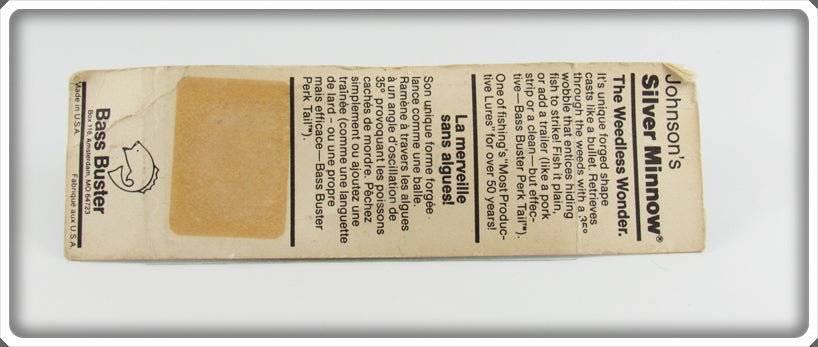 Johnson's
Silver Minnow®
The Weedless Wonder.
It's unique forged shape
casts like a bullet. Retrieves
through the weeds with a 35°
wobble that entices hiding
fish to strike! Fish it plain,
or add a trailer (like a pork
strip or a clean—but effec-
tive—Bass Buster Perk Tail™).
One of fishing's "Most Produc-
tive Lures" for over 50 years!
La merveille
sans algues!
Son unique forme forgée
lance comme une balle.
Ramène à travers les algues
à un angle d'oscillation de
35° provoquant les poissons
cachés de mordre. Pêchez
simplement ou ajoutez une
traînée (comme une languette
de lard - ou une propre
mais efficace—Bass Buster
Perk Tail™).
Bass Buster
Box 118, Amsterdam, MO 64723
Made in U.S.A.
Fabriqué aux U.S.A.